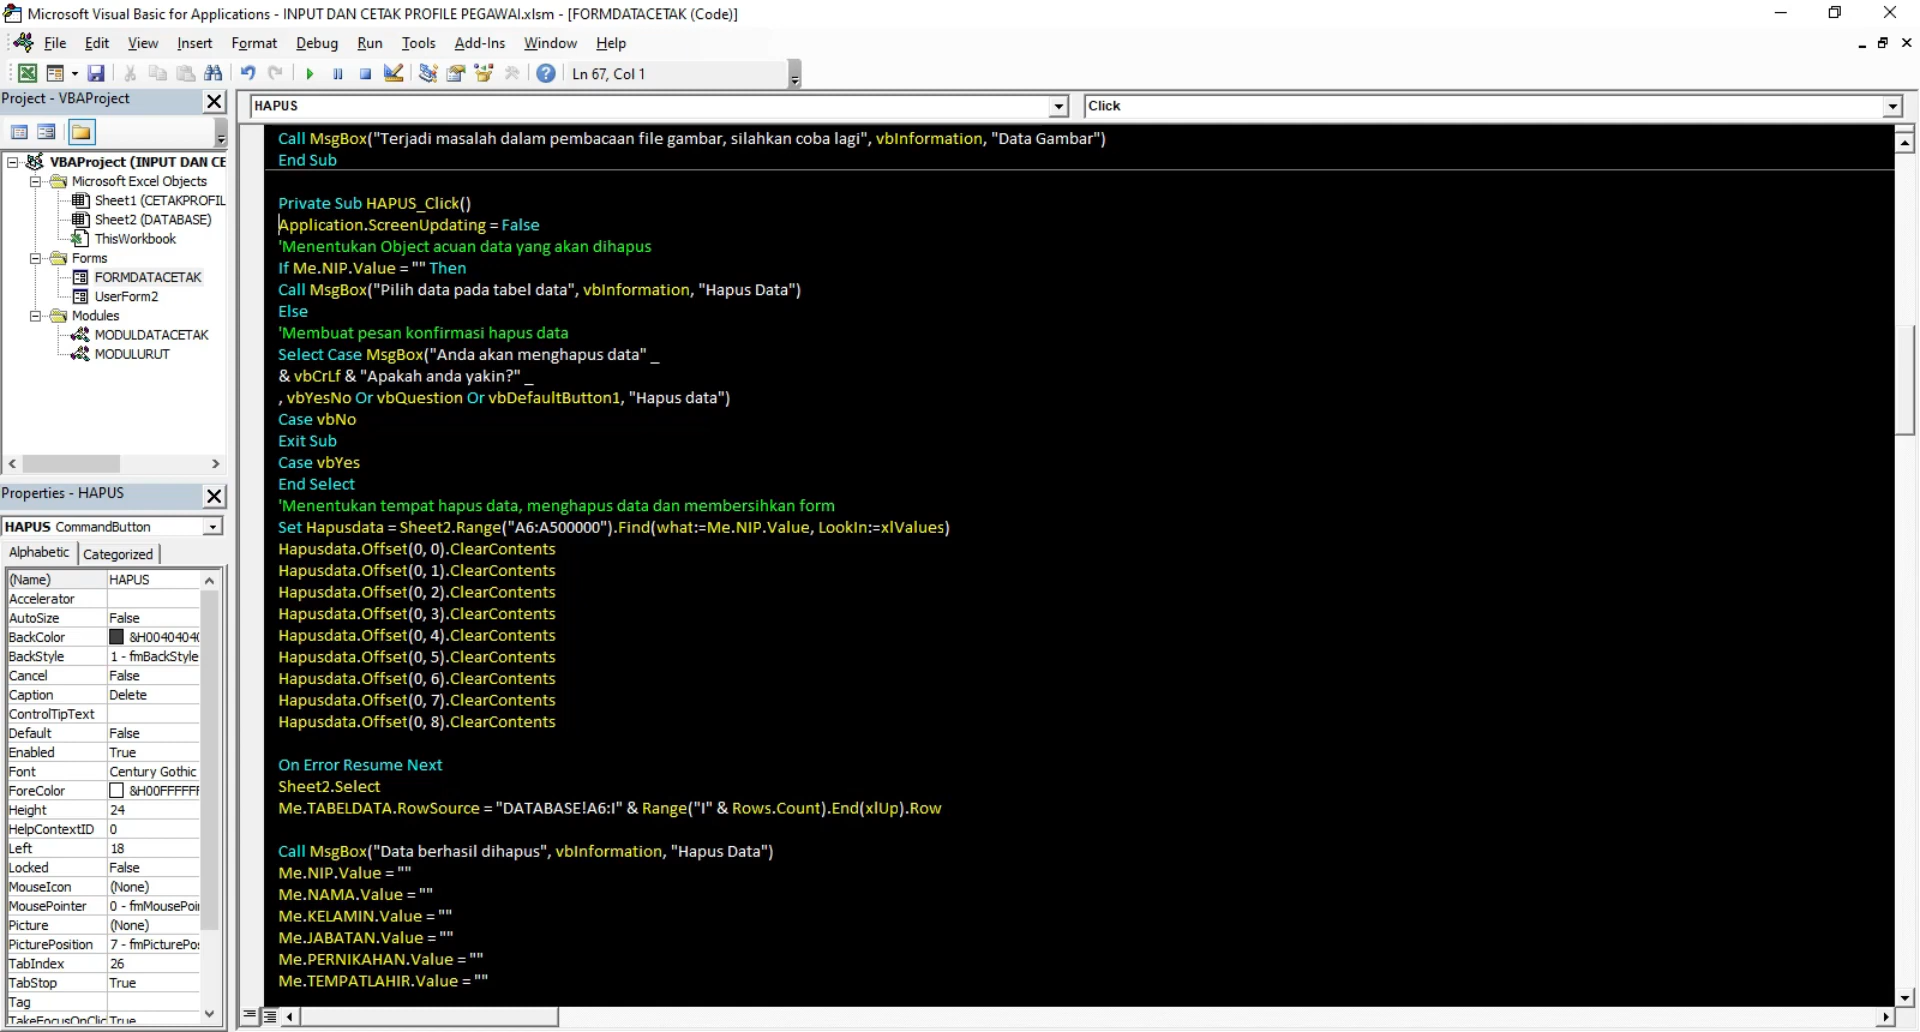 Microsoft Visual Basic for Applications - INPUT DAN CETAK PROFILE PEGAWAI.xlsm - [FORMDATACETAK (Code)]
File Edit View Insert Format Debug Run Tools Add-Ins Window Help
Ln 67, Col 1
Project - VBAProject
VBAProject (INPUT DAN CE
Microsoft Excel Objects
Sheet1 (CETAKPROFIL
Sheet2 (DATABASE)
ThisWorkbook
Forms
FORMDATACETAK
UserForm2
Modules
MODULDATACETAK
MODULURUT
Properties - HAPUS
HAPUS CommandButton
Alphabetic Categorized
(Name) HAPUS
Accelerator
AutoSize False
BackColor &H0040404(
BackStyle 1 - fmBackStyle
Cancel False
Caption Delete
ControlTipText
Default False
Enabled True
Font Century Gothic
ForeColor &H00FFFFFF
Height 24
HelpContextID 0
Left 18
Locked False
MouseIcon (None)
MousePointer 0 - fmMousePoi
Picture (None)
PicturePosition 7 - fmPicturePos
TabIndex 26
TabStop True
Tag
TakeFocusOnClic True
HAPUS Click
Call MsgBox("Terjadi masalah dalam pembacaan file gambar, silahkan coba lagi", vbInformation, "Data Gambar")
End Sub
Private Sub HAPUS_Click()
Application.ScreenUpdating = False
'Menentukan Object acuan data yang akan dihapus
If Me.NIP.Value = "" Then
Call MsgBox("Pilih data pada tabel data", vbInformation, "Hapus Data")
Else
'Membuat pesan konfirmasi hapus data
Select Case MsgBox("Anda akan menghapus data" _
& vbCrLf & "Apakah anda yakin?" _
, vbYesNo Or vbQuestion Or vbDefaultButton1, "Hapus data")
Case vbNo
Exit Sub
Case vbYes
End Select
'Menentukan tempat hapus data, menghapus data dan membersihkan form
Set Hapusdata = Sheet2.Range("A6:A500000").Find(what:=Me.NIP.Value, LookIn:=xlValues)
Hapusdata.Offset(0, 0).ClearContents
Hapusdata.Offset(0, 1).ClearContents
Hapusdata.Offset(0, 2).ClearContents
Hapusdata.Offset(0, 3).ClearContents
Hapusdata.Offset(0, 4).ClearContents
Hapusdata.Offset(0, 5).ClearContents
Hapusdata.Offset(0, 6).ClearContents
Hapusdata.Offset(0, 7).ClearContents
Hapusdata.Offset(0, 8).ClearContents
On Error Resume Next
Sheet2.Select
Me.TABELDATA.RowSource = "DATABASE!A6:I" & Range("I" & Rows.Count).End(xlUp).Row
Call MsgBox("Data berhasil dihapus", vbInformation, "Hapus Data")
Me.NIP.Value = ""
Me.NAMA.Value = ""
Me.KELAMIN.Value = ""
Me.JABATAN.Value = ""
Me.PERNIKAHAN.Value = ""
Me.TEMPATLAHIR.Value = ""